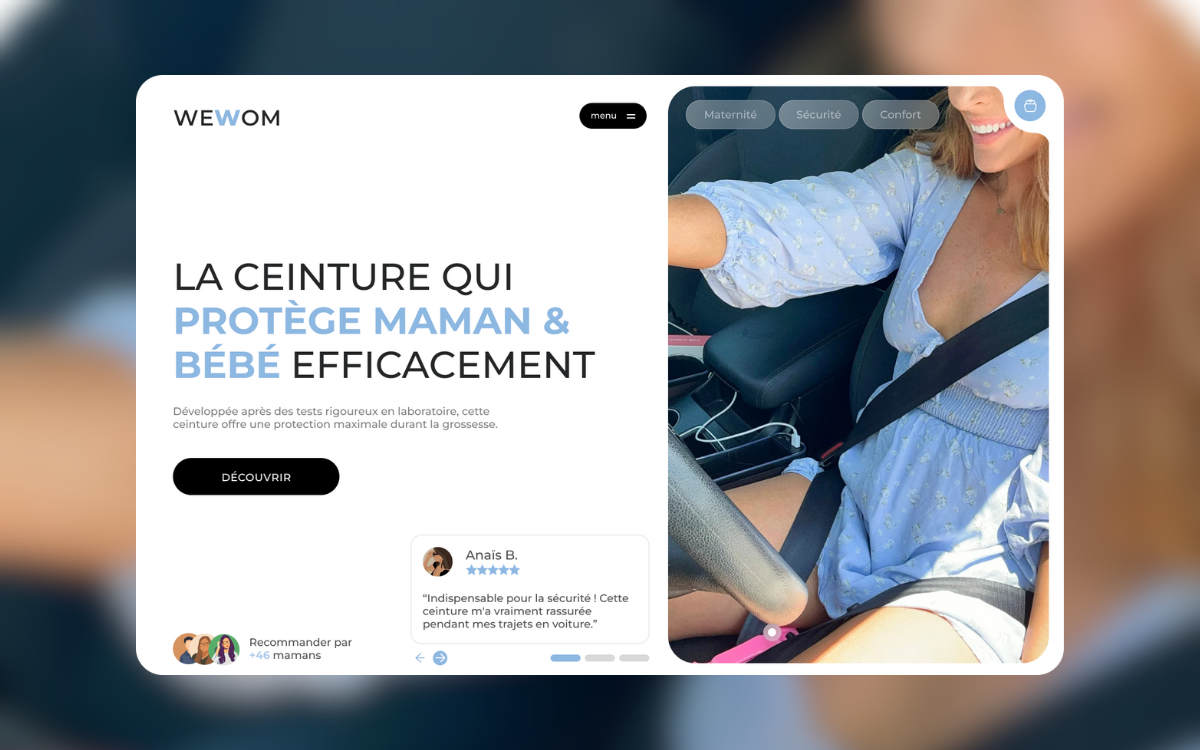 WEWOM
menu
Maternité
Sécurité
Confort
LA CEINTURE QUI
PROTÈGE MAMAN &
BÉBÉ EFFICACEMENT
Développée après des tests rigoureux en laboratoire, cette
ceinture offre une protection maximale durant la grossesse.
DÉCOUVRIR
Anaïs B.
“Indispensable pour la sécurité ! Cette
ceinture m'a vraiment rassurée
pendant mes trajets en voiture.”
Recommander par
+46 mamans